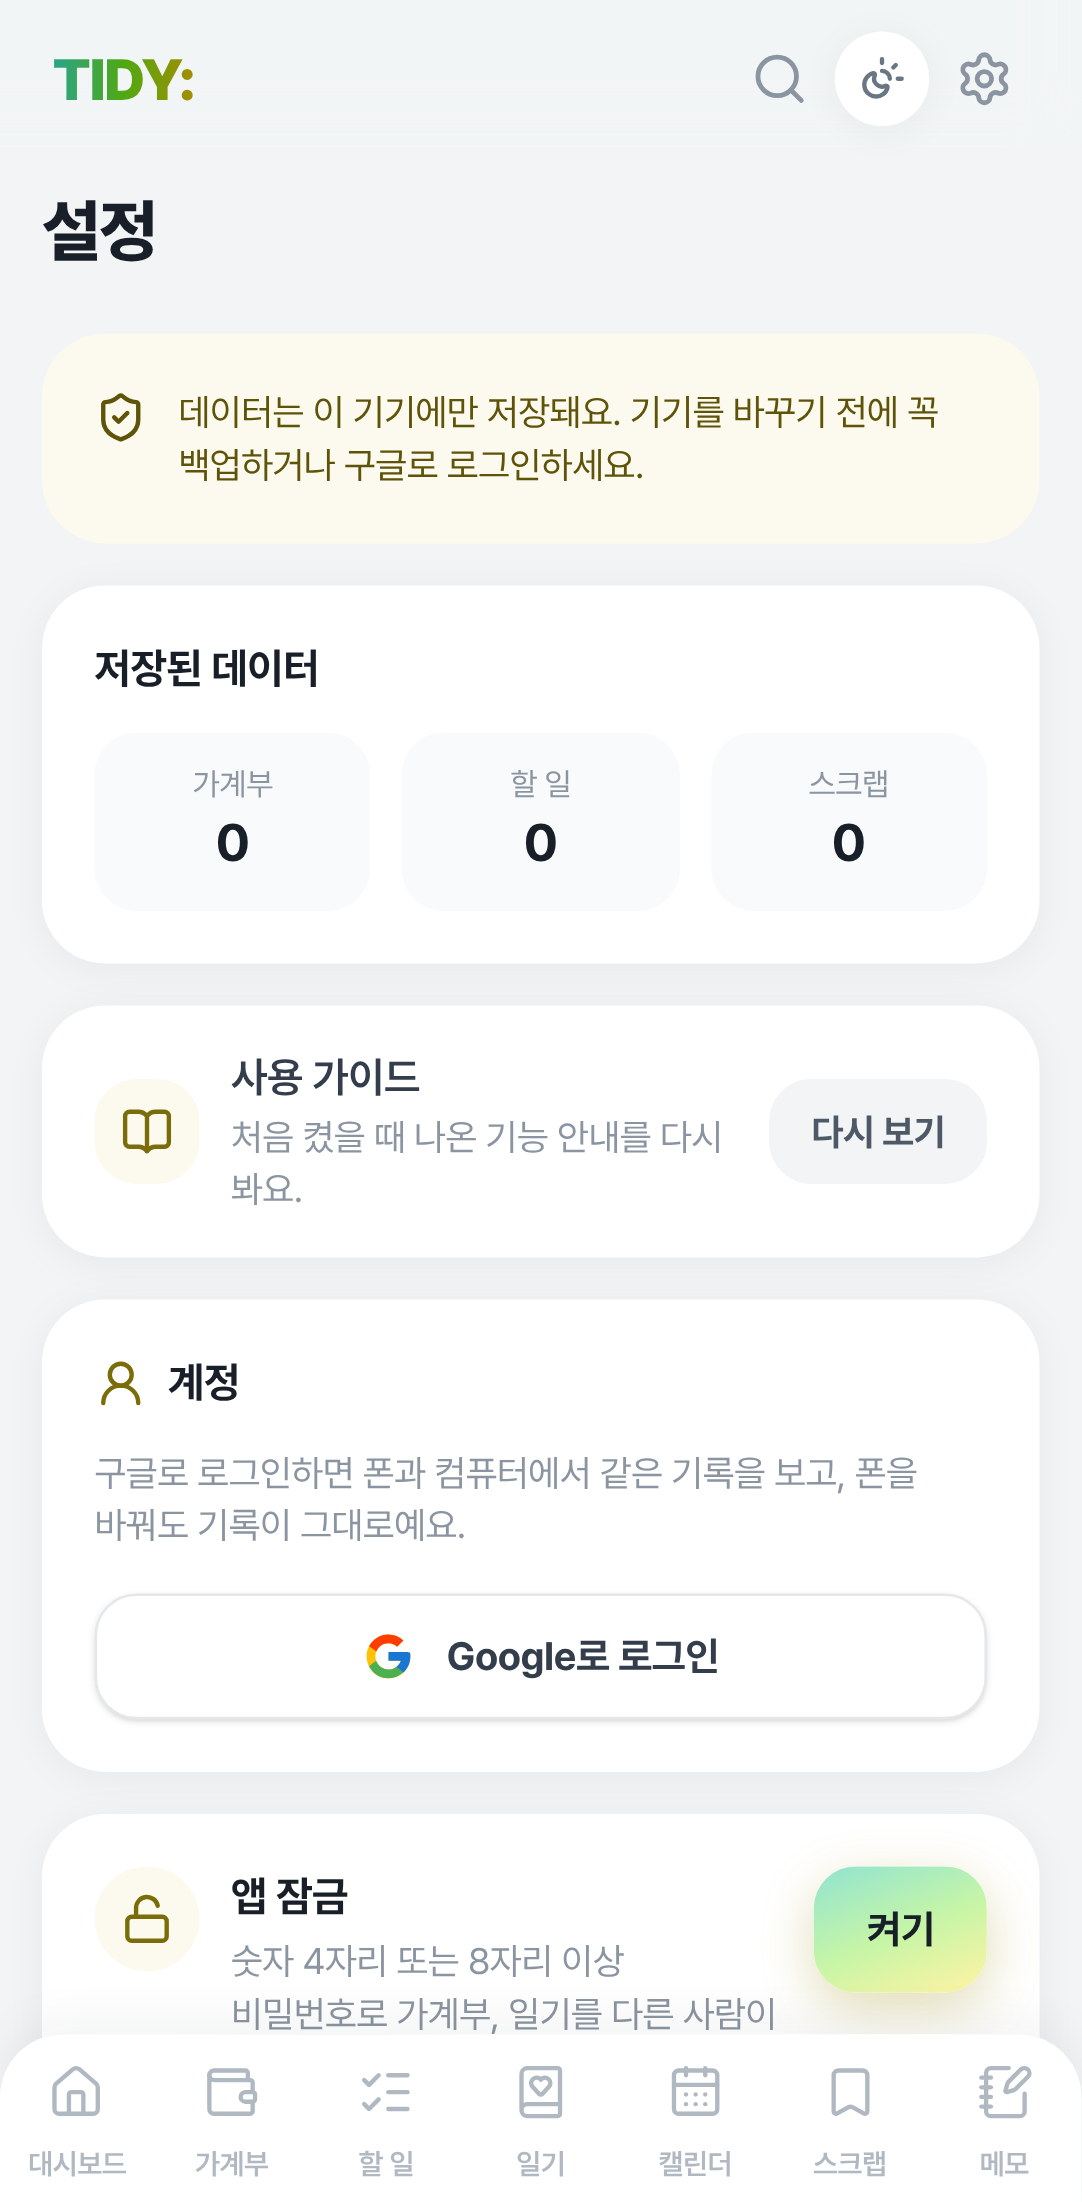 TIDY:
설정
데이터는 이 기기에만 저장돼요. 기기를 바꾸기 전에 꼭
백업하거나 구글로 로그인하세요.
저장된 데이터
가계부
0
할 일
0
스크랩
0
사용 가이드
처음 켰을 때 나온 기능 안내를 다시
봐요.
다시 보기
계정
구글로 로그인하면 폰과 컴퓨터에서 같은 기록을 보고, 폰을
바꿔도 기록이 그대로예요.
Google로 로그인
앱 잠금
숫자 4자리 또는 8자리 이상
비밀번호로 가계부, 일기를 다른 사람이
켜기
대시보드
가계부
할 일
일기
캘린더
스크랩
메모